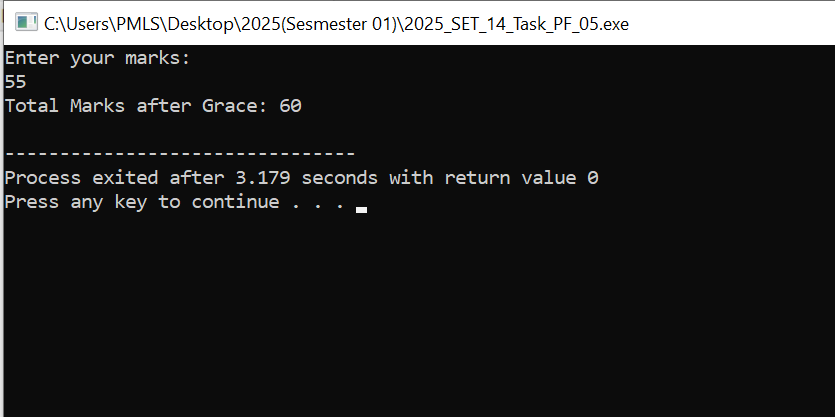 C:\Users\PMLS\Desktop\2025(Sesmester 01)\2025_SET_14_Task_PF_05.exe
Enter your marks:
55
Total Marks after Grace: 60
--------------------------------
Process exited after 3.179 seconds with return value 0
Press any key to continue . . .